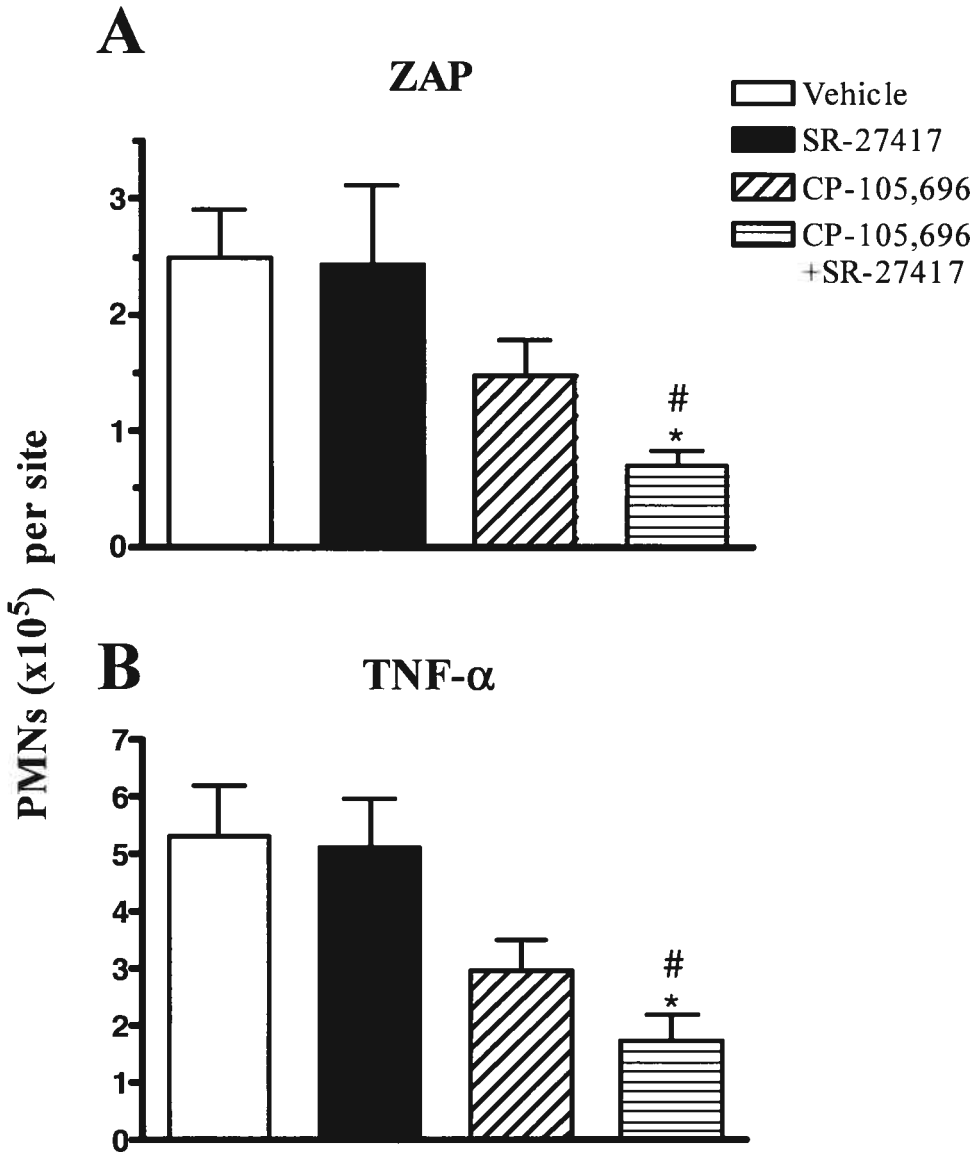 A
ZAP
Vehicle
SR-27417
CP-105,696
CP-105,696
+SR-27417
3
2
1
0
#
*
PMNs (x10⁵) per site
B
TNF-α
7
6
5
4
3
2
1
0
#
*